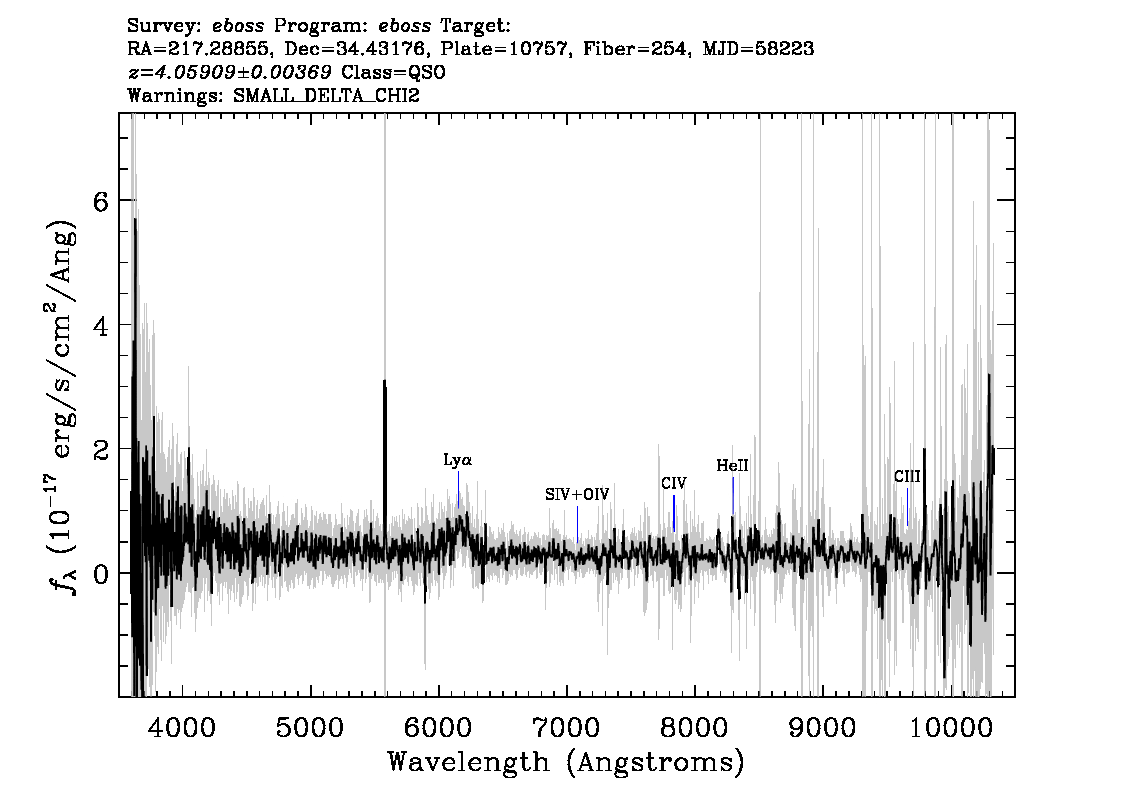 Survey: eboss Program: eboss Target:
RA=217.28855, Dec=34.43176, Plate=10757, Fiber=254, MJD=58223
z=4.05909±0.00369 Class=QSO
Warnings: SMALL_DELTA_CHI2
6
4
2
0
fλ (10⁻¹⁷ erg/s/cm²/Ang)
Lyα
SIV+OIV
CIV
HeII
CIII
4000 5000 6000 7000 8000 9000 10000
Wavelength (Angstroms)